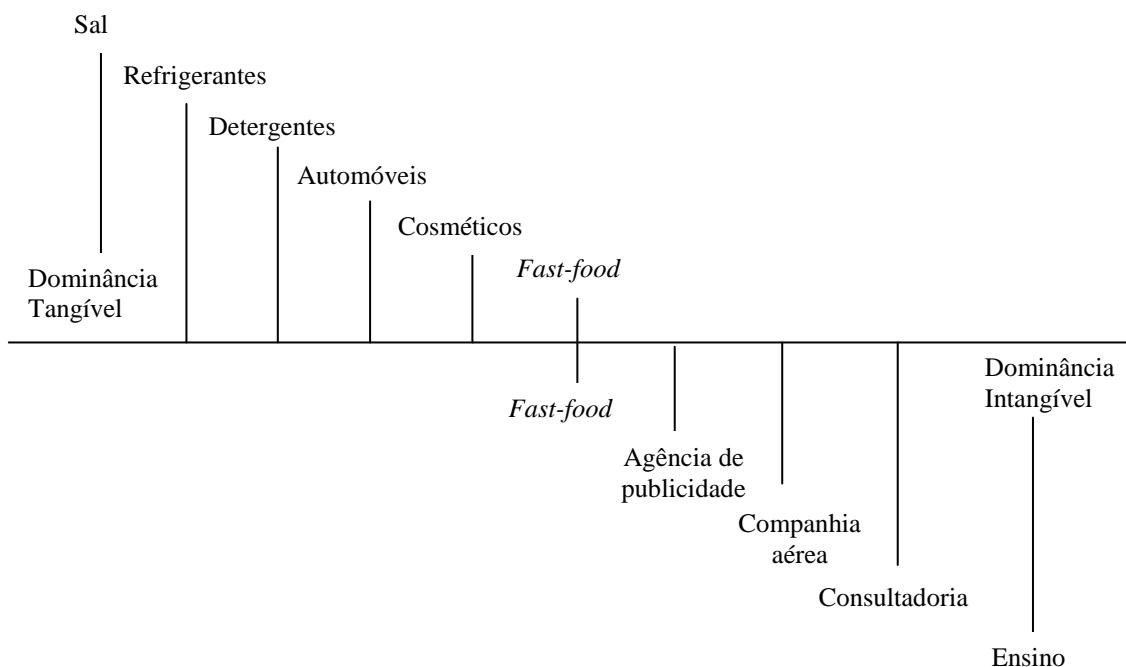 Sal
Refrigerantes
Detergentes
Automóveis
Cosméticos
Fast-food
Dominância
Tangível
Dominância
Intangível
Fast-food
Agência de
publicidade
Companhia
aérea
Consultadoria
Ensino